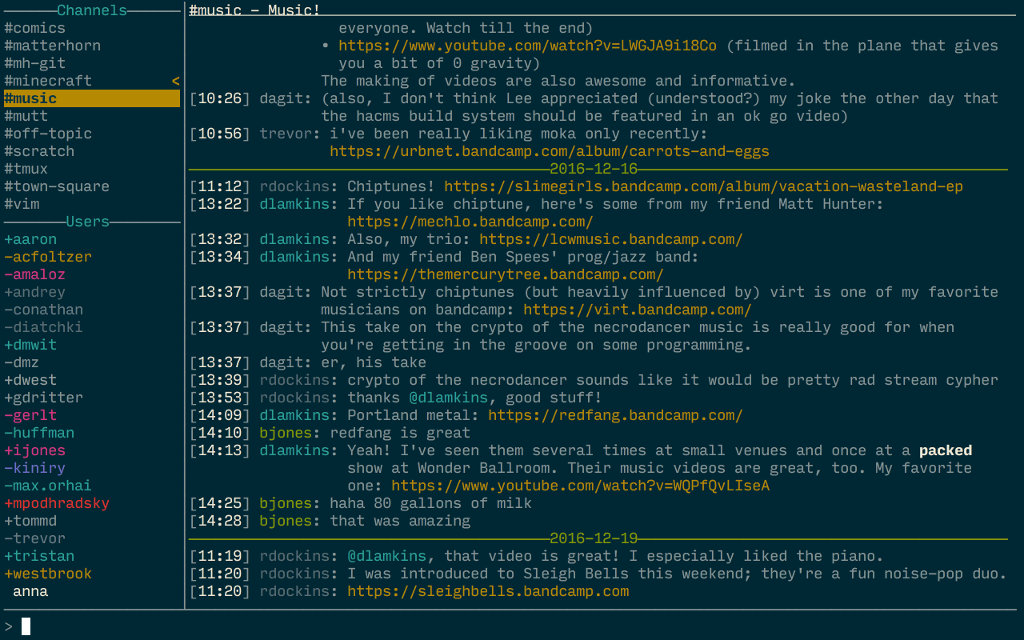 Channels
#comics
#matterhorn
#mh-git
#minecraft <
#music
#mutt
#off-topic
#scratch
#tmux
#town-square
#vim
Users
+aaron
-acfoltzer
-amaloz
+andrey
-conathan
-diatchki
+dmwit
-dmz
+dwest
+gdritter
-gerlt
-huffman
+ijones
-kiniry
-max.orhai
+mpodhradsky
+tommd
-trevor
+tristan
+westbrook
anna
#music - Music!
everyone. Watch till the end)
• https://www.youtube.com/watch?v=LWGJA9i18Co (filmed in the plane that gives
you a bit of 0 gravity)
The making of videos are also awesome and informative.
[10:26] dagit: (also, I don't think Lee appreciated (understood?) my joke the other day that
the hacms build system should be featured in an ok go video)
[10:56] trevor: i've been really liking moka only recently:
https://urbnet.bandcamp.com/album/carrots-and-eggs
2016-12-16
[11:12] rdockins: Chiptunes! https://slimegirls.bandcamp.com/album/vacation-wasteland-ep
[13:22] dlamkins: If you like chiptune, here's some from my friend Matt Hunter:
https://mechlo.bandcamp.com/
[13:32] dlamkins: Also, my trio: https://lcwmusic.bandcamp.com/
[13:34] dlamkins: And my friend Ben Spees' prog/jazz band:
https://themercurytree.bandcamp.com/
[13:37] dagit: Not strictly chiptunes (but heavily influenced by) virt is one of my favorite
musicians on bandcamp: https://virt.bandcamp.com/
[13:37] dagit: This take on the crypto of the necrodancer music is really good for when
you're getting in the groove on some programming.
[13:37] dagit: er, his take
[13:39] rdockins: crypto of the necrodancer sounds like it would be pretty rad stream cypher
[13:53] rdockins: thanks @dlamkins, good stuff!
[14:09] dlamkins: Portland metal: https://redfang.bandcamp.com/
[14:10] bjones: redfang is great
[14:13] dlamkins: Yeah! I've seen them several times at small venues and once at a packed
show at Wonder Ballroom. Their music videos are great, too. My favorite
one: https://www.youtube.com/watch?v=WQPfQvLIseA
[14:25] bjones: haha 80 gallons of milk
[14:28] bjones: that was amazing
2016-12-19
[11:19] rdockins: @dlamkins, that video is great! I especially liked the piano.
[11:20] rdockins: I was introduced to Sleigh Bells this weekend; they're a fun noise-pop duo.
[11:20] rdockins: https://sleighbells.bandcamp.com
>